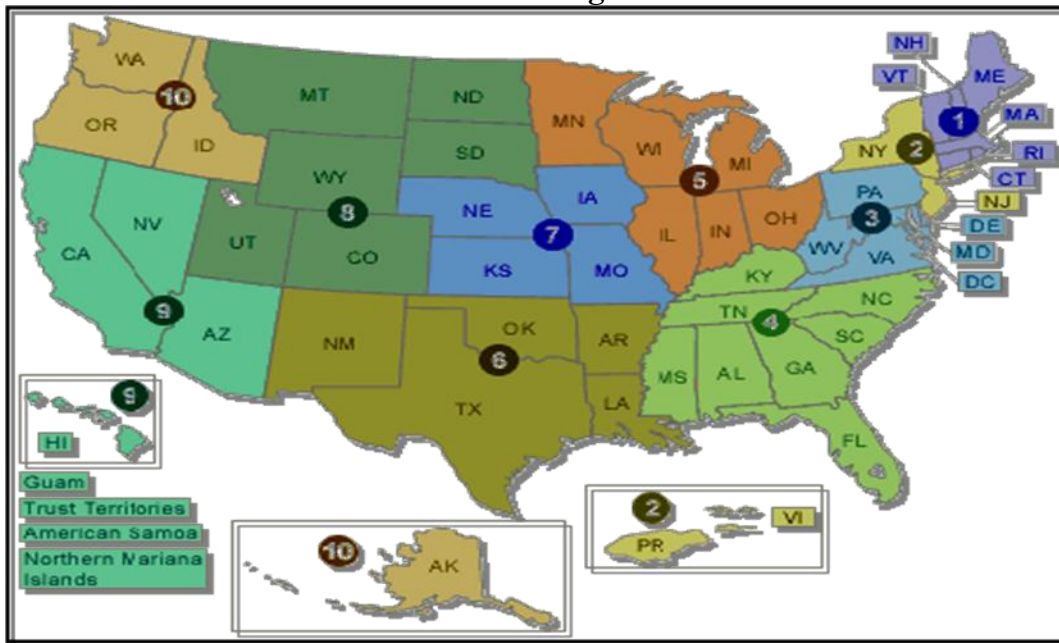 WA
MT
ND
MN
OR
ID
SD
WI
MI
WY
10
8
5
NE
IA
NV
UT
CO
7
KS
MO
IL
IN
OH
CA
9
AZ
NM
OK
6
TX
AR
LA
KY
TN
4
NC
SC
MS
AL
GA
FL
NH
VT
ME
1
MA
RI
CT
NY
2
NJ
PA
3
WV
VA
DE
MD
DC
9
HI
Guam
Trust Territories
American Samoa
Northern Mariana
Islands
10
AK
2
VI
PR